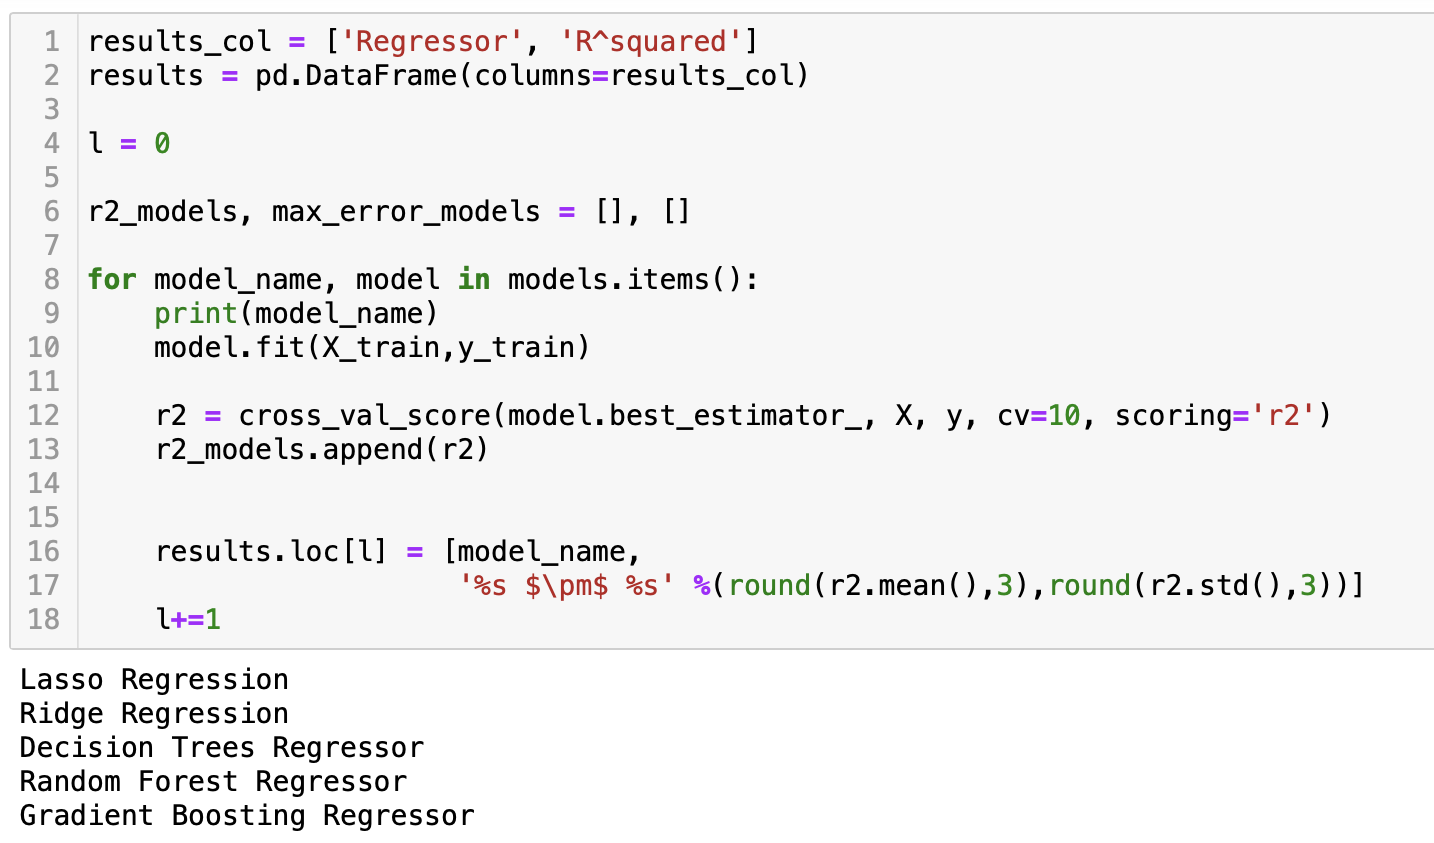 1 results_col = ['Regressor', 'R^squared']
2 results = pd.DataFrame(columns=results_col)
3
4 l = 0
5
6 r2_models, max_error_models = [], []
7
8 for model_name, model in models.items():
9     print(model_name)
10     model.fit(X_train,y_train)
11
12     r2 = cross_val_score(model.best_estimator_, X, y, cv=10, scoring='r2')
13     r2_models.append(r2)
14
15
16     results.loc[l] = [model_name,
17                       '%s $\pm$ %s' %(round(r2.mean(),3),round(r2.std(),3))]
18     l+=1
Lasso Regression
Ridge Regression
Decision Trees Regressor
Random Forest Regressor
Gradient Boosting Regressor